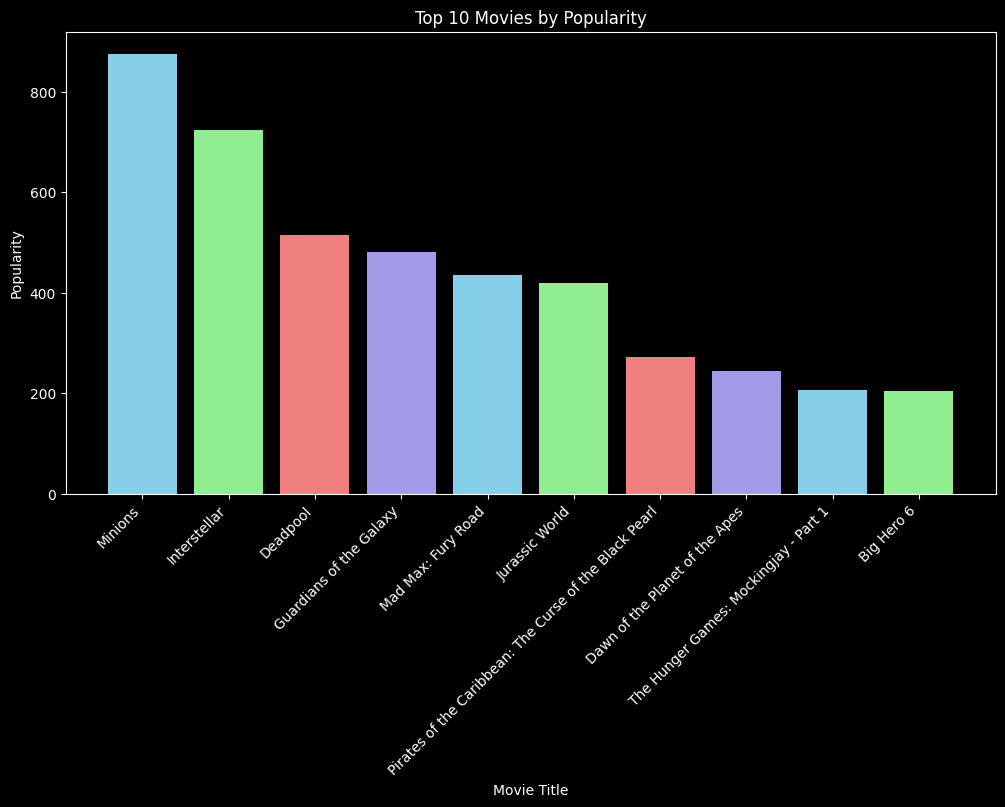 Top 10 Movies by Popularity
Popularity
800
600
400
200
0
Minions
Interstellar
Deadpool
Guardians of the Galaxy
Mad Max: Fury Road
Jurassic World
Pirates of the Caribbean: The Curse of the Black Pearl
Dawn of the Planet of the Apes
The Hunger Games: Mockingjay - Part 1
Big Hero 6
Movie Title